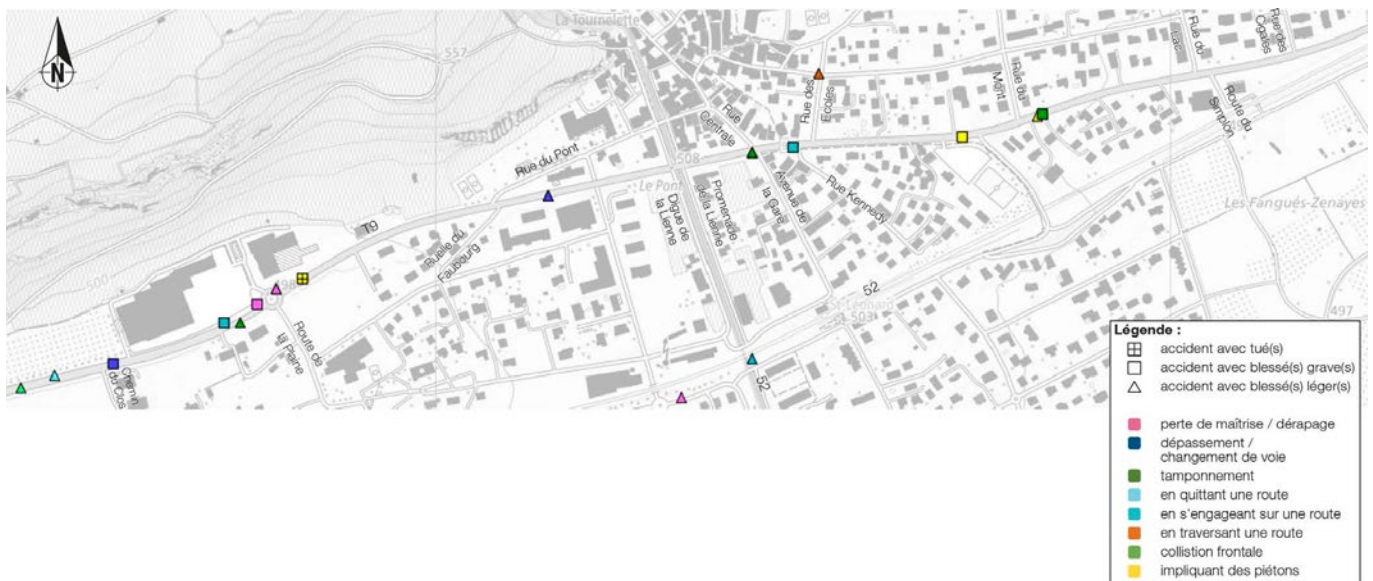 La Tournelette
557
N
Rue des
Cigales
Rue du
Lac
Rue du
Mont
Route du
Simplon
Rue des
Ecoles
Rue
Centrale
Rue du Pont
508
Le Pont
Avenue de
la Gare
Rue Kennedy
Promenade
de la Lienne
Digue de
la Lienne
Les Fangués-Zenayes
T9
Ruelle du
Faubourg
500
498
52
St-Léonard
503
497
Route de
la Plaine
Chemin
du Clos
52
Légende :
accident avec tué(s)
accident avec blessé(s) grave(s)
accident avec blessé(s) léger(s)
perte de maîtrise / dérapage
dépassement /
changement de voie
tamponnement
en quittant une route
en s'engageant sur une route
en traversant une route
collistion frontale
impliquant des piétons